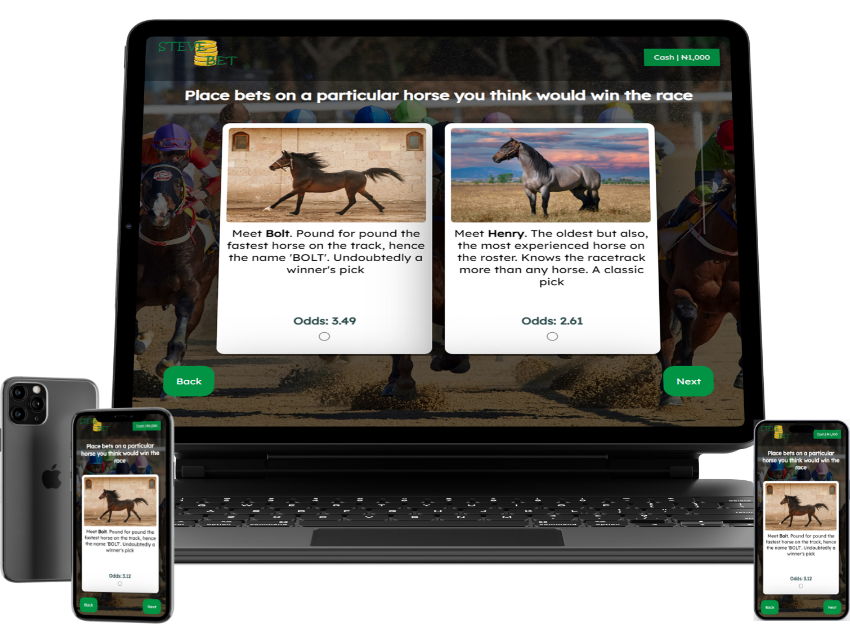 STEVE
BET
Cash | ₦1,000
Place bets on a particular horse you think would win the race
Meet Bolt. Pound for pound the
fastest horse on the track, hence
the name 'BOLT'. Undoubtedly a
winner's pick
Odds: 3.49
Meet Henry. The oldest but also,
the most experienced horse on
the roster. Knows the racetrack
more than any horse. A classic
pick
Odds: 2.61
Back
Next
Cash | ₦1,000
Place bets on a particular
horse you think would win the
race
Meet Bolt. Pound for pound the
fastest horse on the track, hence
the name 'BOLT'. Undoubtedly a
winner's pick
Odds: 3.12
Back
Next
Cash | ₦1,000
Place bets on a particular
horse you think would win the
race
Meet Bolt. Pound for pound the
fastest horse on the track, hence
the name 'BOLT'. Undoubtedly a
winner's pick
Odds: 3.12
Back
Next